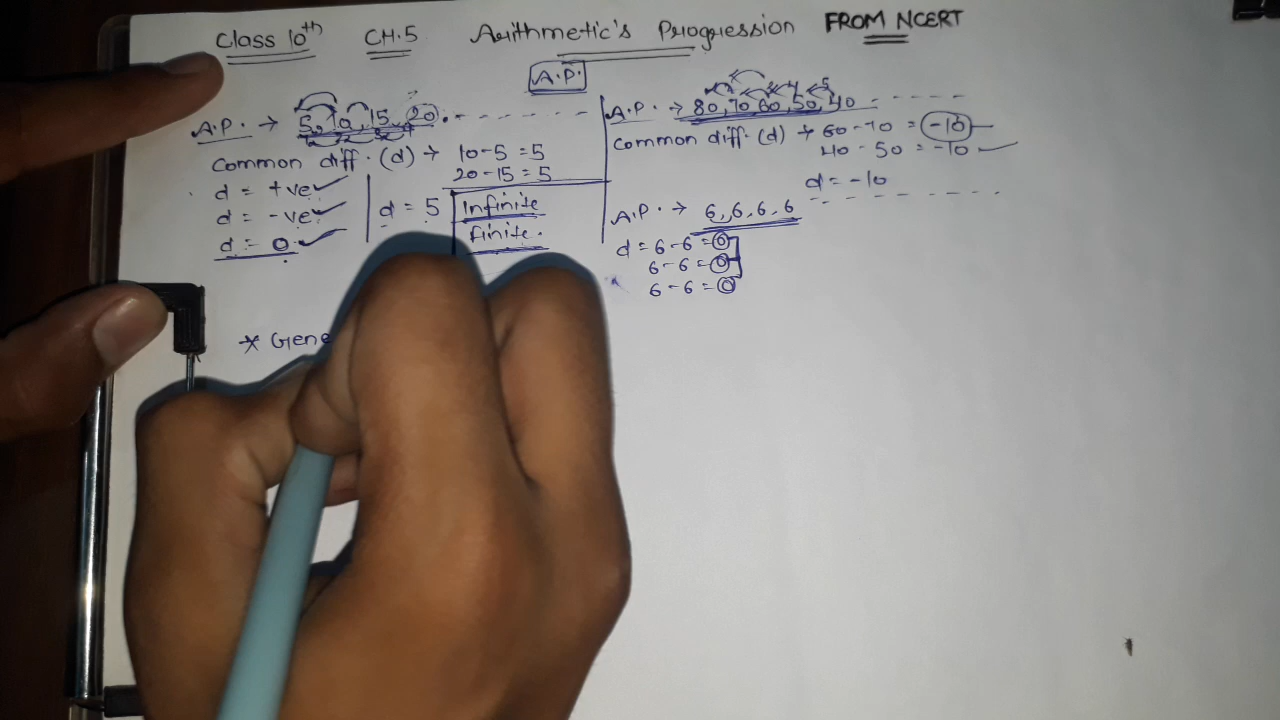 Class 10th CH.5 Arithmetic's Progression FROM NCERT
A.P.
A.P. → 5, 10, 15, 20. - - - - - - -
Common diff. (d) → 10-5 = 5
20-15 = 5
d = +ve
d = -ve
d = 0
d = 5
Infinite
finite.
A.P. → 80, 70, 60, 50, 40 - - - - -
Common diff. (d) → 60-70 = -10
40 - 50 = -10
d = -10
A.P. → 6, 6, 6, 6 - - - - - - -
d = 6-6 = 0
6-6 = 0
6-6 = 0
* Gene